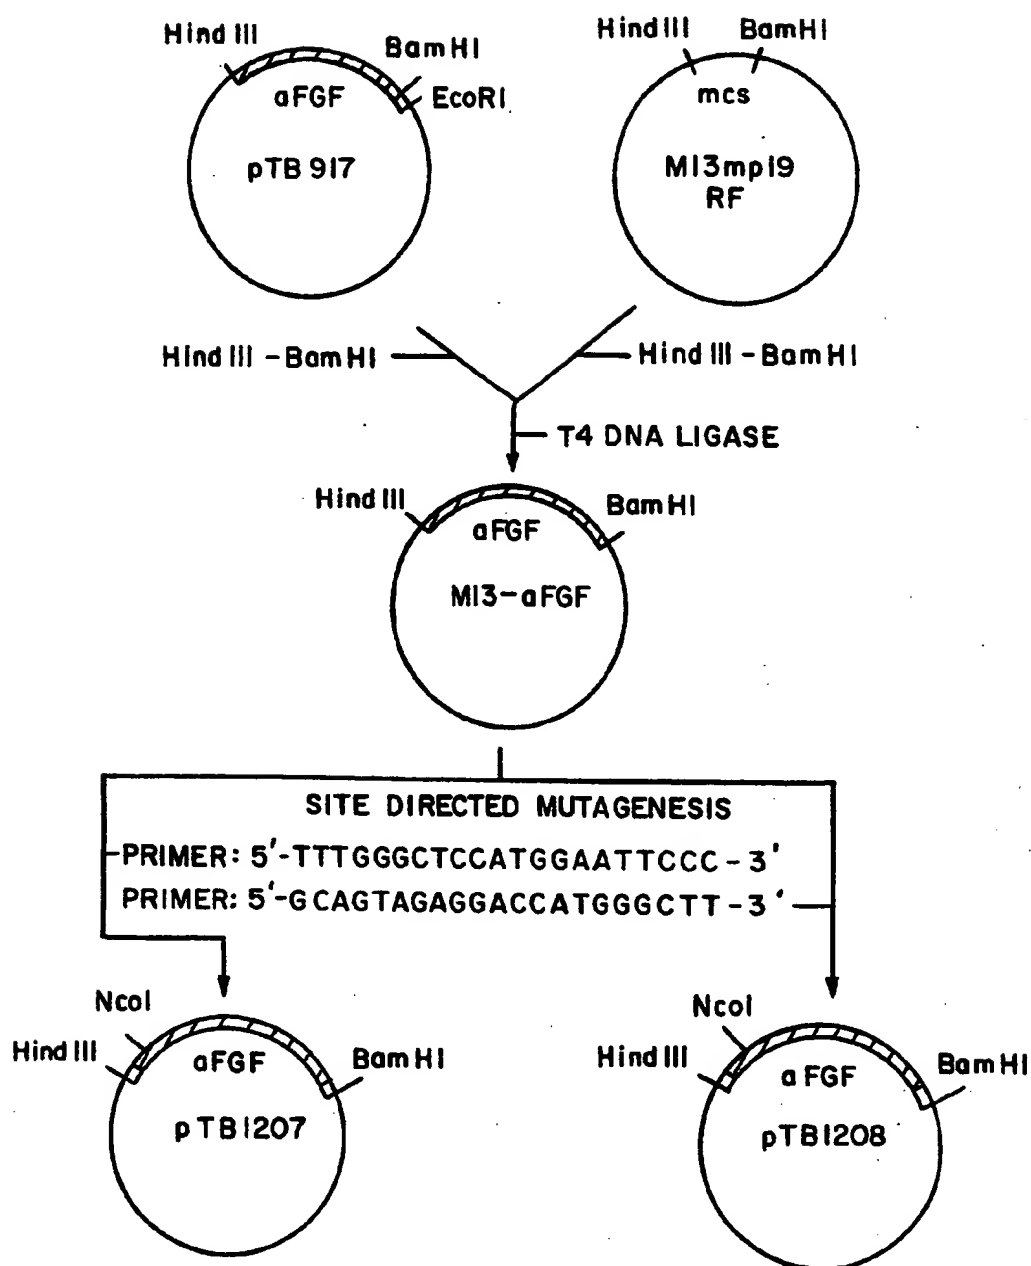 Hind III
BamHI
aFGF
EcoRI
pTB 917
Hind III
BamHI
mcs
M13mp19
RF
Hind III - BamHI
Hind III - BamHI
T4 DNA LIGASE
Hind III
BamHI
aFGF
M13-aFGF
SITE DIRECTED MUTAGENESIS
PRIMER: 5'-TTTGGGCTCCATGGAATTCCC-3'
PRIMER: 5'-GCAGTAGAGGACCATGGGCTT-3'
NcoI
Hind III
BamHI
aFGF
pTB1207
NcoI
Hind III
BamHI
aFGF
pTB1208